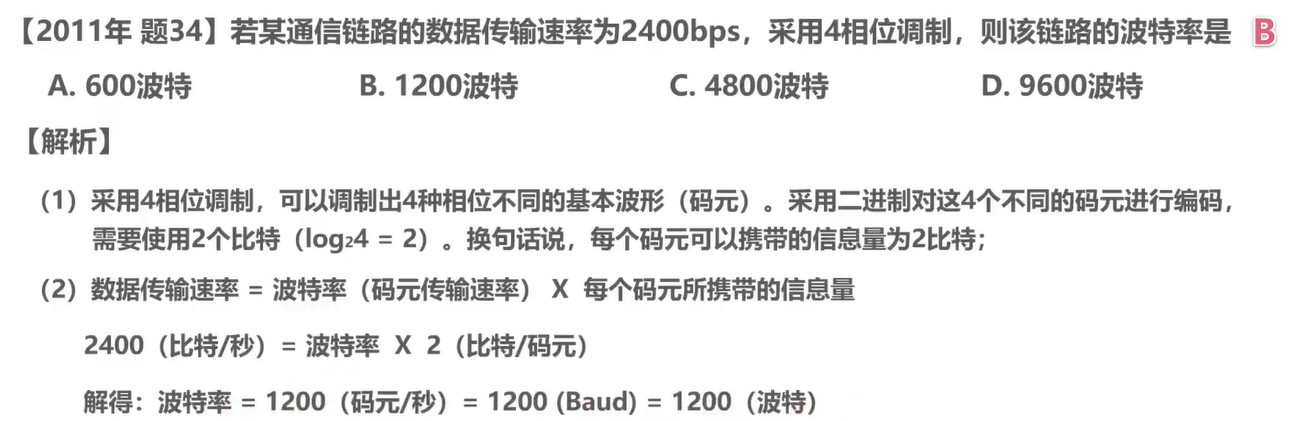 【2011年 题34】若某通信链路的数据传输速率为2400bps，采用4相位调制，则该链路的波特率是 B
A. 600波特 B. 1200波特 C. 4800波特 D. 9600波特
【解析】
（1）采用4相位调制，可以调制出4种相位不同的基本波形（码元）。采用二进制对这4个不同的码元进行编码，
需要使用2个比特（log₂4 = 2）。换句话说，每个码元可以携带的信息量为2比特；
（2）数据传输速率 = 波特率（码元传输速率） X 每个码元所携带的信息量
2400（比特/秒）= 波特率 X 2（比特/码元）
解得：波特率 = 1200（码元/秒）= 1200 (Baud) = 1200（波特）